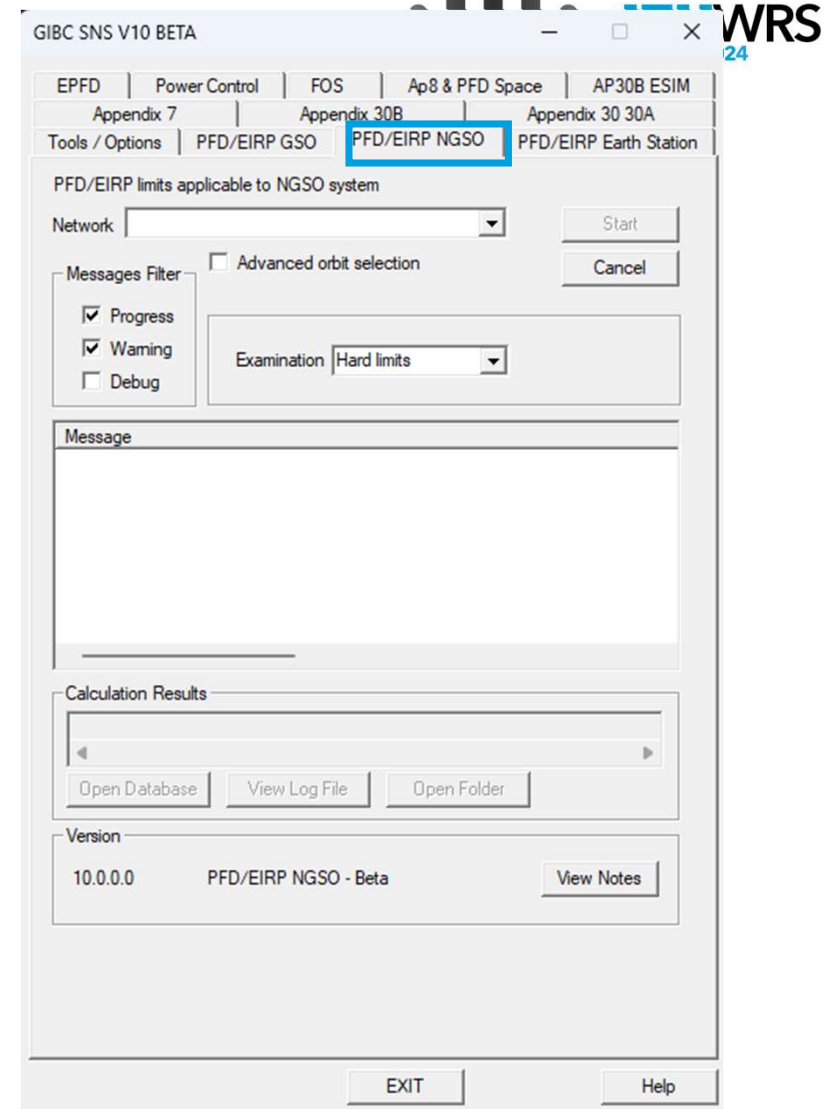 WRS
24
GIBC SNS V10 BETA
EPFD Power Control FOS Ap8 & PFD Space AP30B ESIM
Appendix 7 Appendix 30B Appendix 30 30A
Tools / Options PFD/EIRP GSO PFD/EIRP NGSO PFD/EIRP Earth Station
PFD/EIRP limits applicable to NGSO system
Network Start
Messages Filter Advanced orbit selection Cancel
Progress
Warning Examination Hard limits
Debug
Message
Calculation Results
Open Database View Log File Open Folder
Version
10.0.0.0 PFD/EIRP NGSO - Beta View Notes
EXIT Help